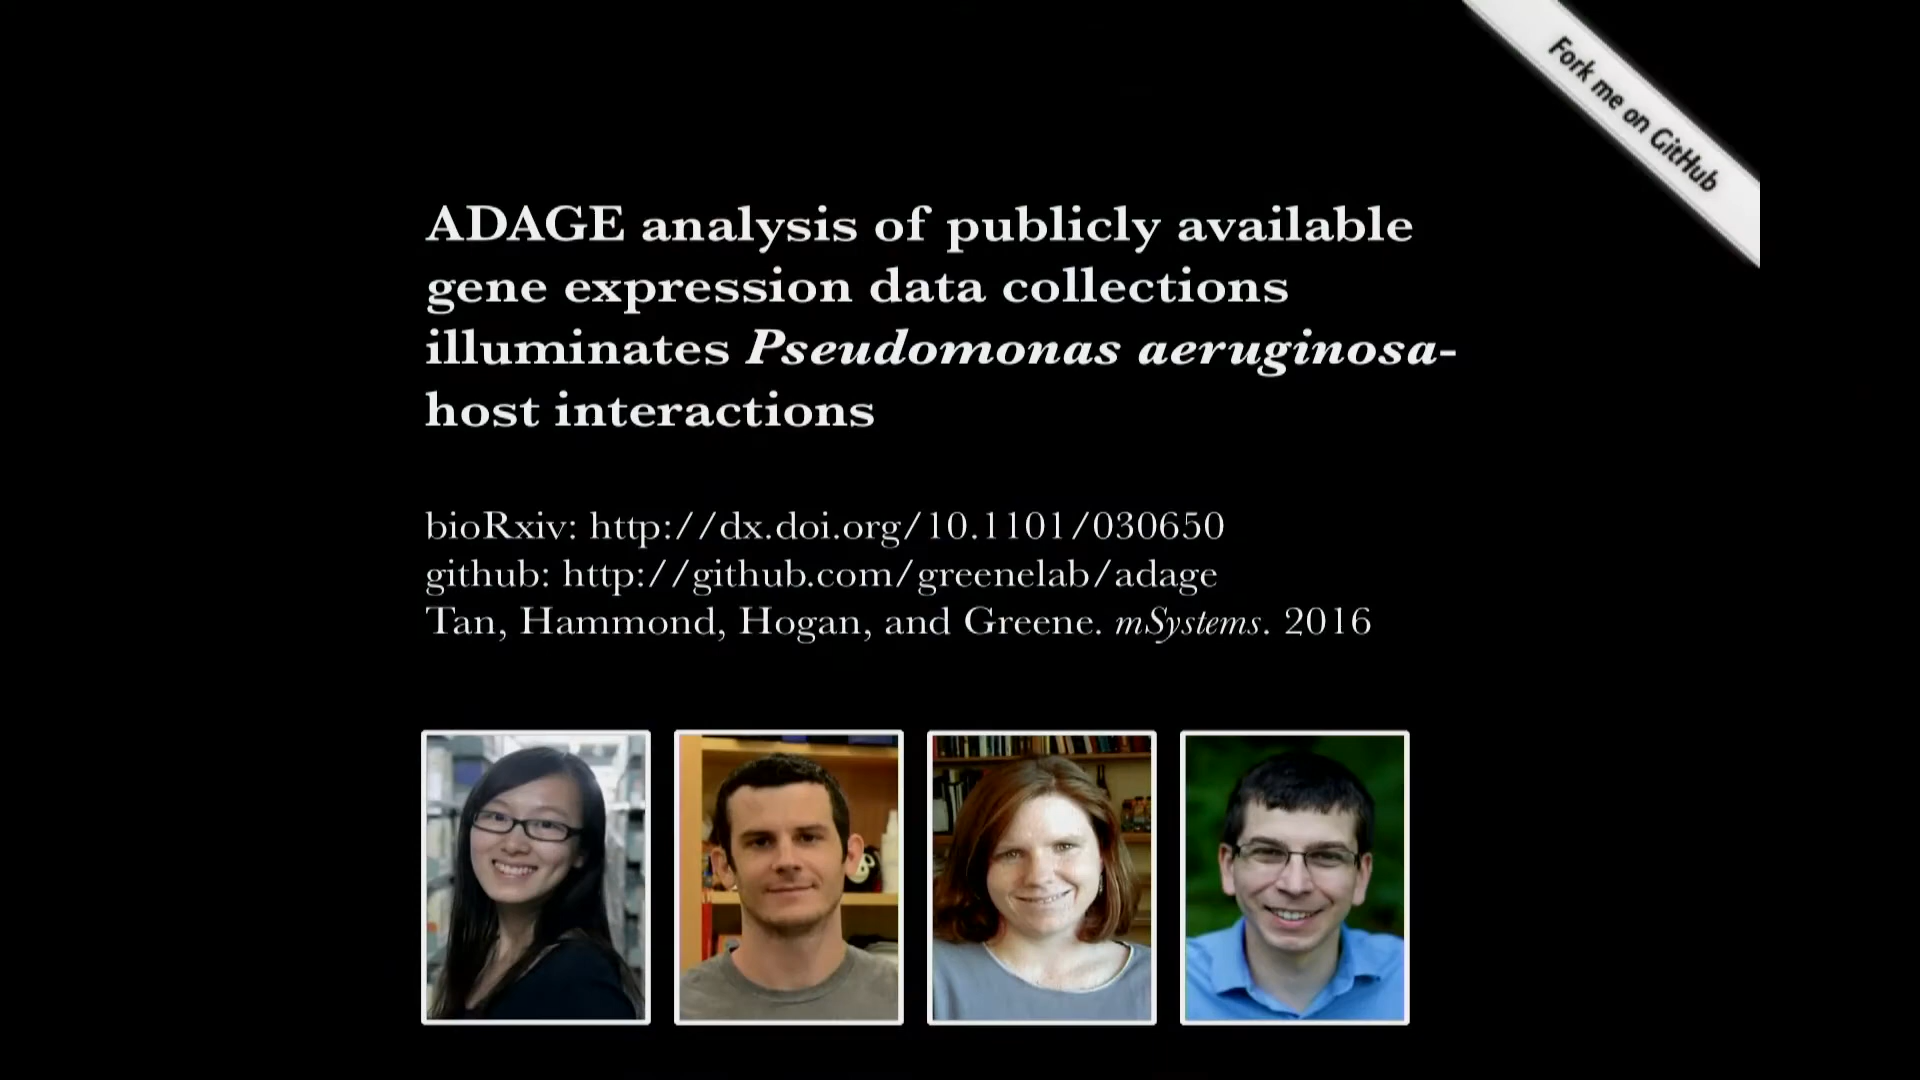 Fork me on GitHub
ADAGE analysis of publicly available
gene expression data collections
illuminates Pseudomonas aeruginosa-
host interactions
bioRxiv: http://dx.doi.org/10.1101/030650
github: http://github.com/greenelab/adage
Tan, Hammond, Hogan, and Greene. mSystems. 2016